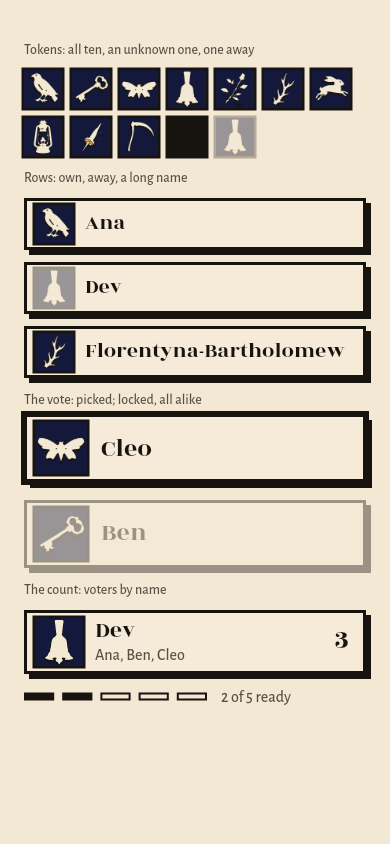 Tokens: all ten, an unknown one, one away
Rows: own, away, a long name
Ana
Dev
Florentyna-Bartholomew
The vote: picked; locked, all alike
Cleo
Ben
The count: voters by name
Dev
Ana, Ben, Cleo
3
2 of 5 ready